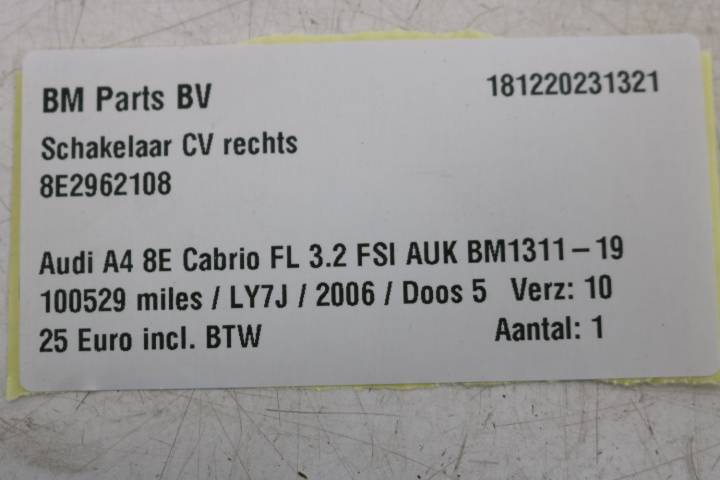 BM Parts BV 181220231321
Schakelaar CV rechts
8E2962108
Audi A4 8E Cabrio FL 3.2 FSI AUK BM1311-19
100529 miles / LY7J / 2006 / Doos 5 Verz: 10
25 Euro incl. BTW Aantal: 1